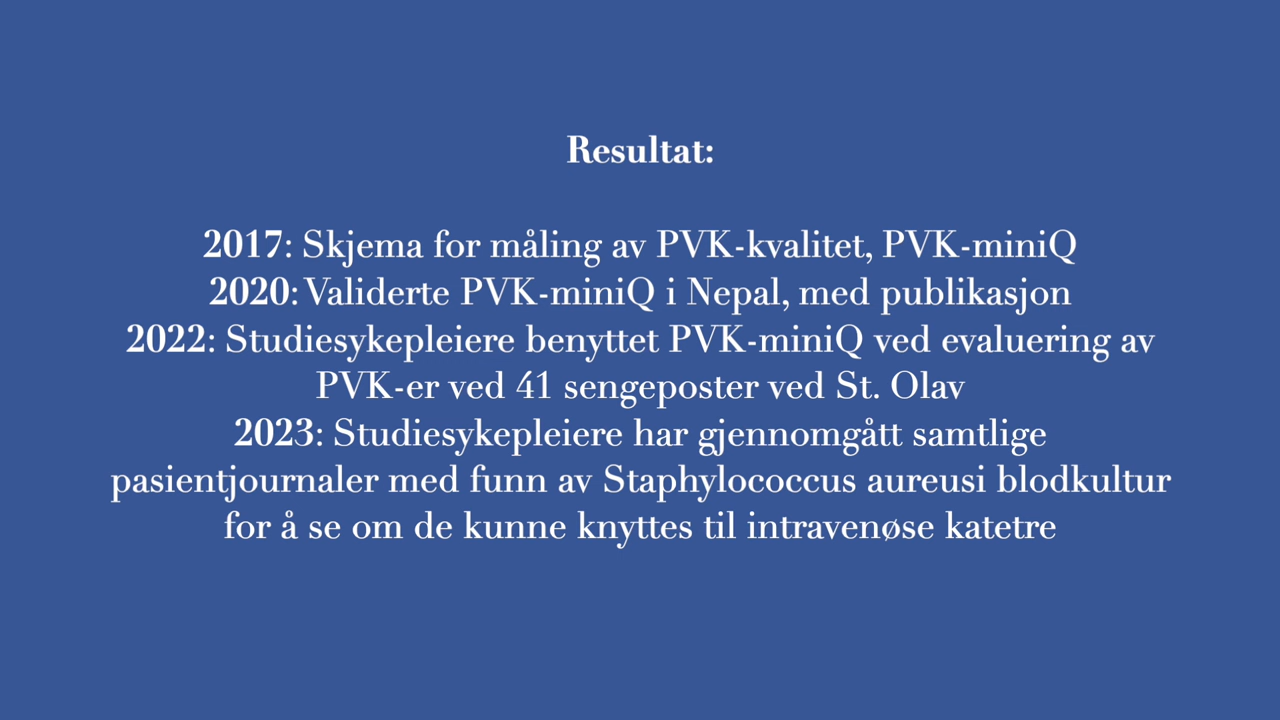 Resultat:
2017: Skjema for måling av PVK-kvalitet, PVK-miniQ
2020: Validerte PVK-miniQ i Nepal, med publikasjon
2022: Studiesykepleiere benyttet PVK-miniQ ved evaluering av
PVK-er ved 41 sengeposter ved St. Olav
2023: Studiesykepleiere har gjennomgått samtlige
pasientjournaler med funn av Staphylococcus aureusi blodkultur
for å se om de kunne knyttes til intravenøse katetre